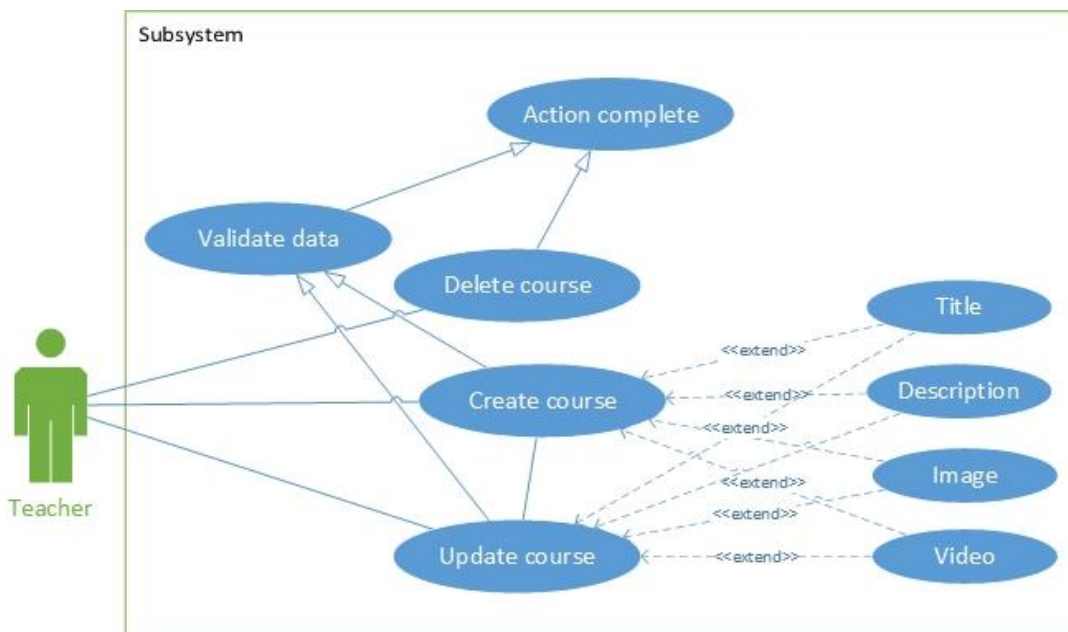 Subsystem
Action complete
Validate data
Delete course
Title
<<extend>>
Create course
<<extend>>
Description
<<extend>>
Image
<<extend>>
Teacher
<<extend>>
Update course
<<extend>>
Video